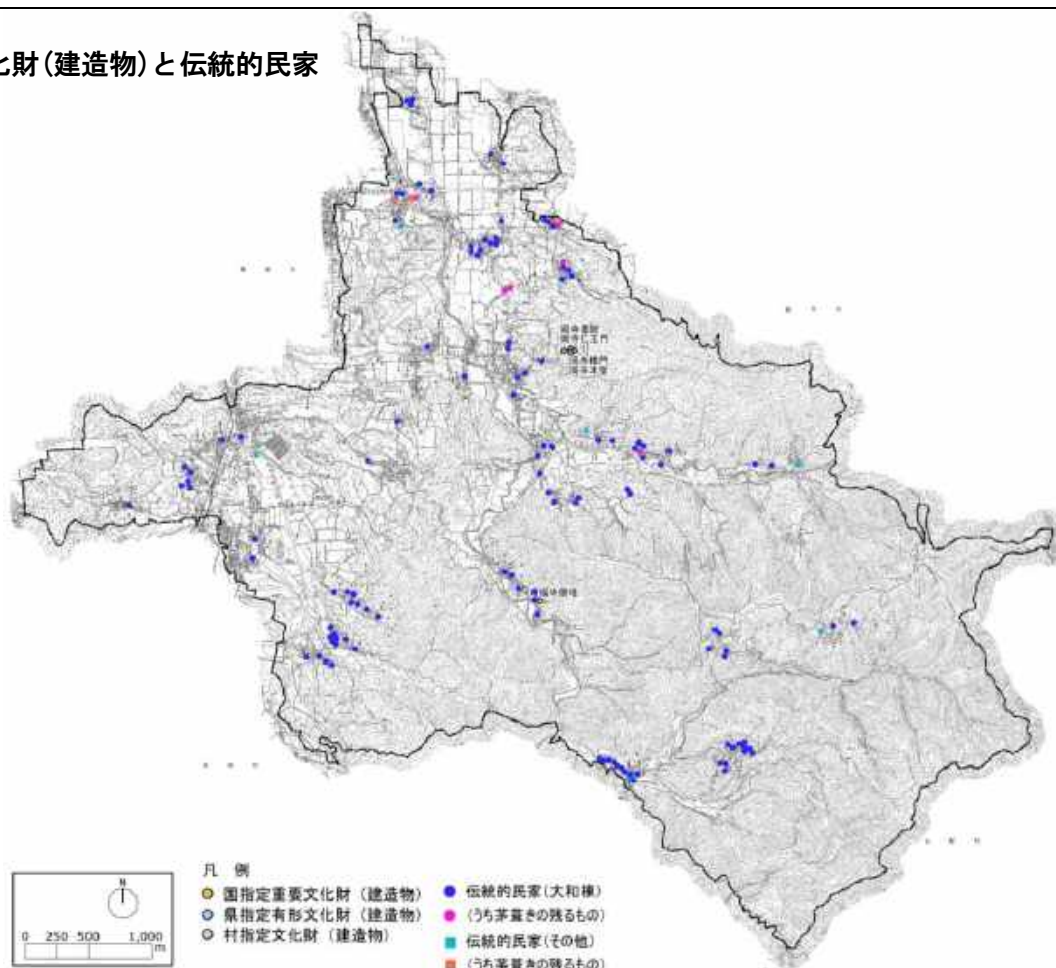 化財(建造物)と伝統的民家
凡 例
国指定重要文化財（建造物）
県指定有形文化財（建造物）
村指定文化財（建造物）
伝統的民家(大和棟)
(うち茅葺きの残るもの)
伝統的民家(その他)
(うち茅葺きの残るもの)
N
0 250 500 1,000
m